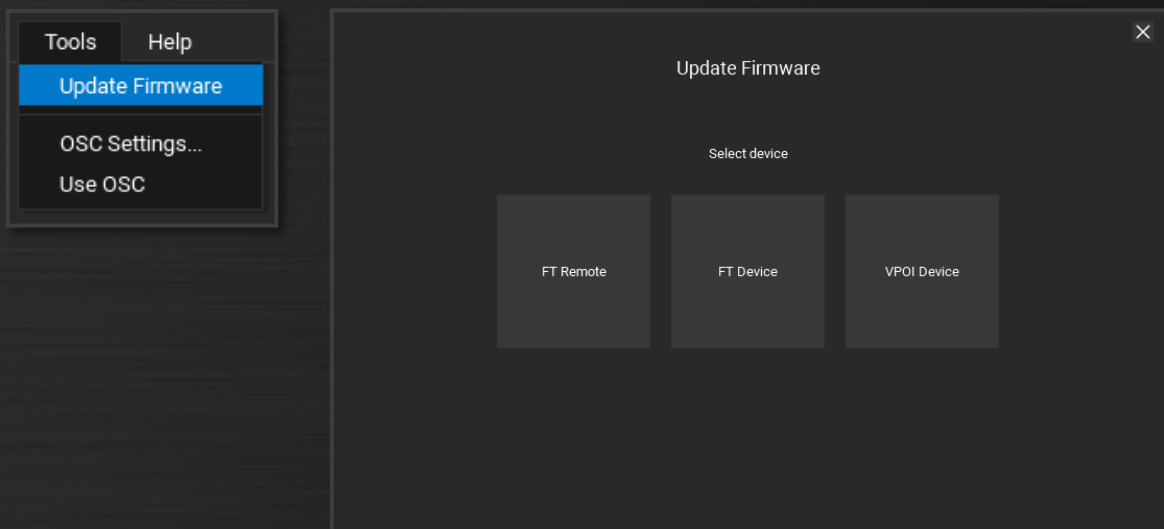 Tools Help
Update Firmware
OSC Settings...
Use OSC
Update Firmware
Select device
FT Remote FT Device VPOI Device